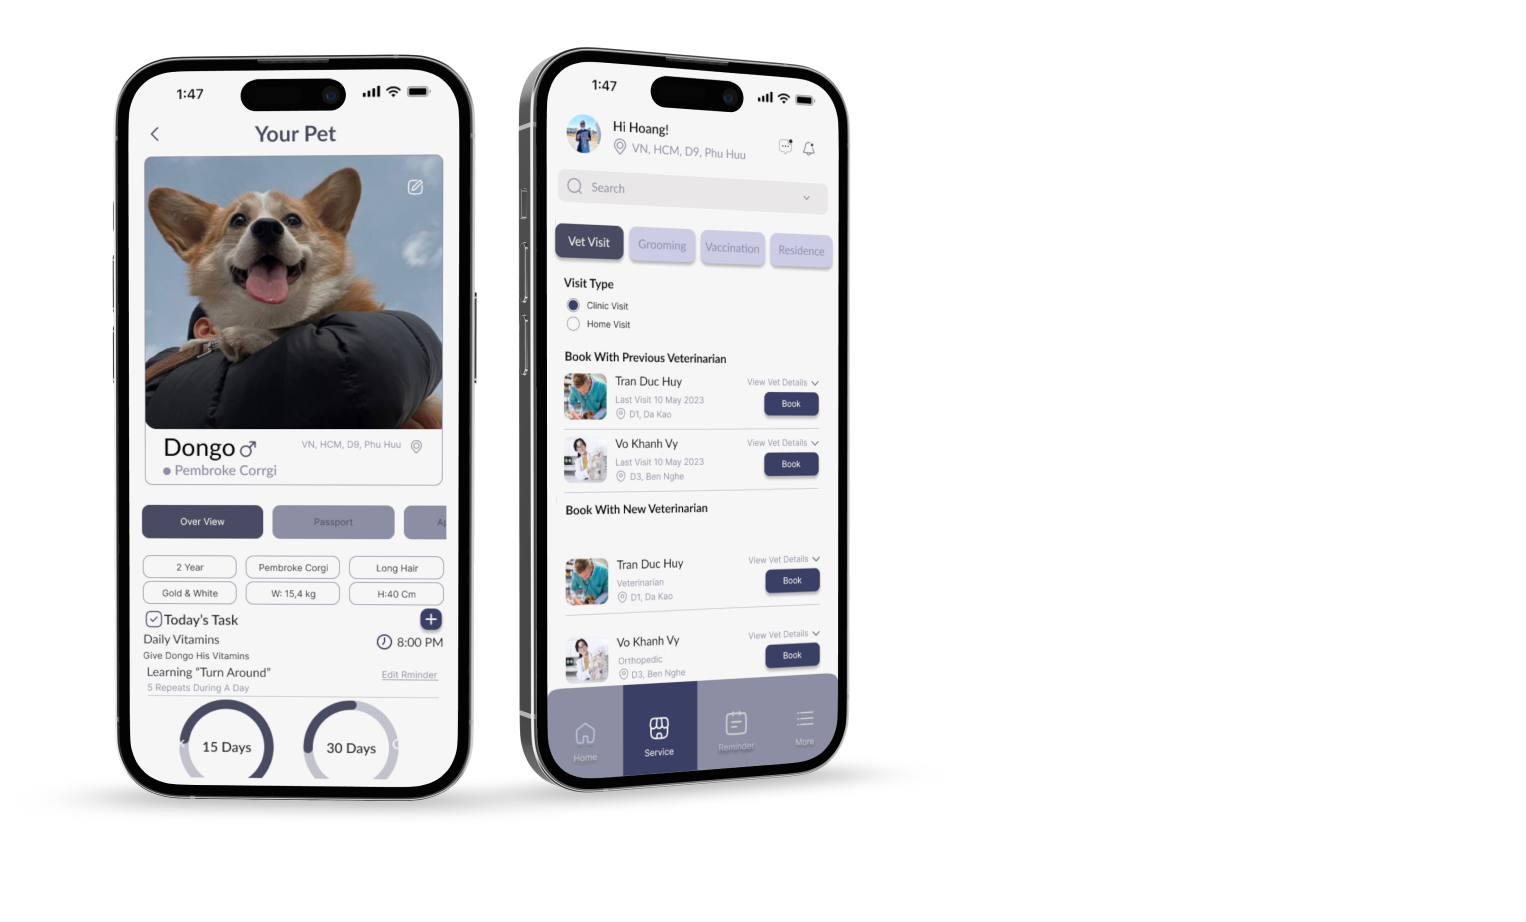 1:47
Your Pet
Dongo
VN, HCM, D9, Phu Huu
Pembroke Corrgi
Over View
Passport
2 Year
Pembroke Corgi
Long Hair
Gold & White
W: 15,4 kg
H:40 Cm
Today's Task
Daily Vitamins
8:00 PM
Give Dongo His Vitamins
Learning "Turn Around"
Edit Rminder
5 Repeats During A Day
15 Days
30 Days
1:47
Hi Hoang!
VN, HCM, D9, Phu Huu
Search
Vet Visit
Grooming
Vaccination
Residence
Visit Type
Clinic Visit
Home Visit
Book With Previous Veterinarian
Tran Duc Huy
View Vet Details
Last Visit 10 May 2023
Book
D1, Da Kao
Vo Khanh Vy
View Vet Details
Last Visit 10 May 2023
Book
D3, Ben Nghe
Book With New Veterinarian
Tran Duc Huy
View Vet Details
Veterinarian
Book
D1, Da Kao
Vo Khanh Vy
View Vet Details
Orthopedic
Book
D3, Ben Nghe
Home
Service
Reminder
More